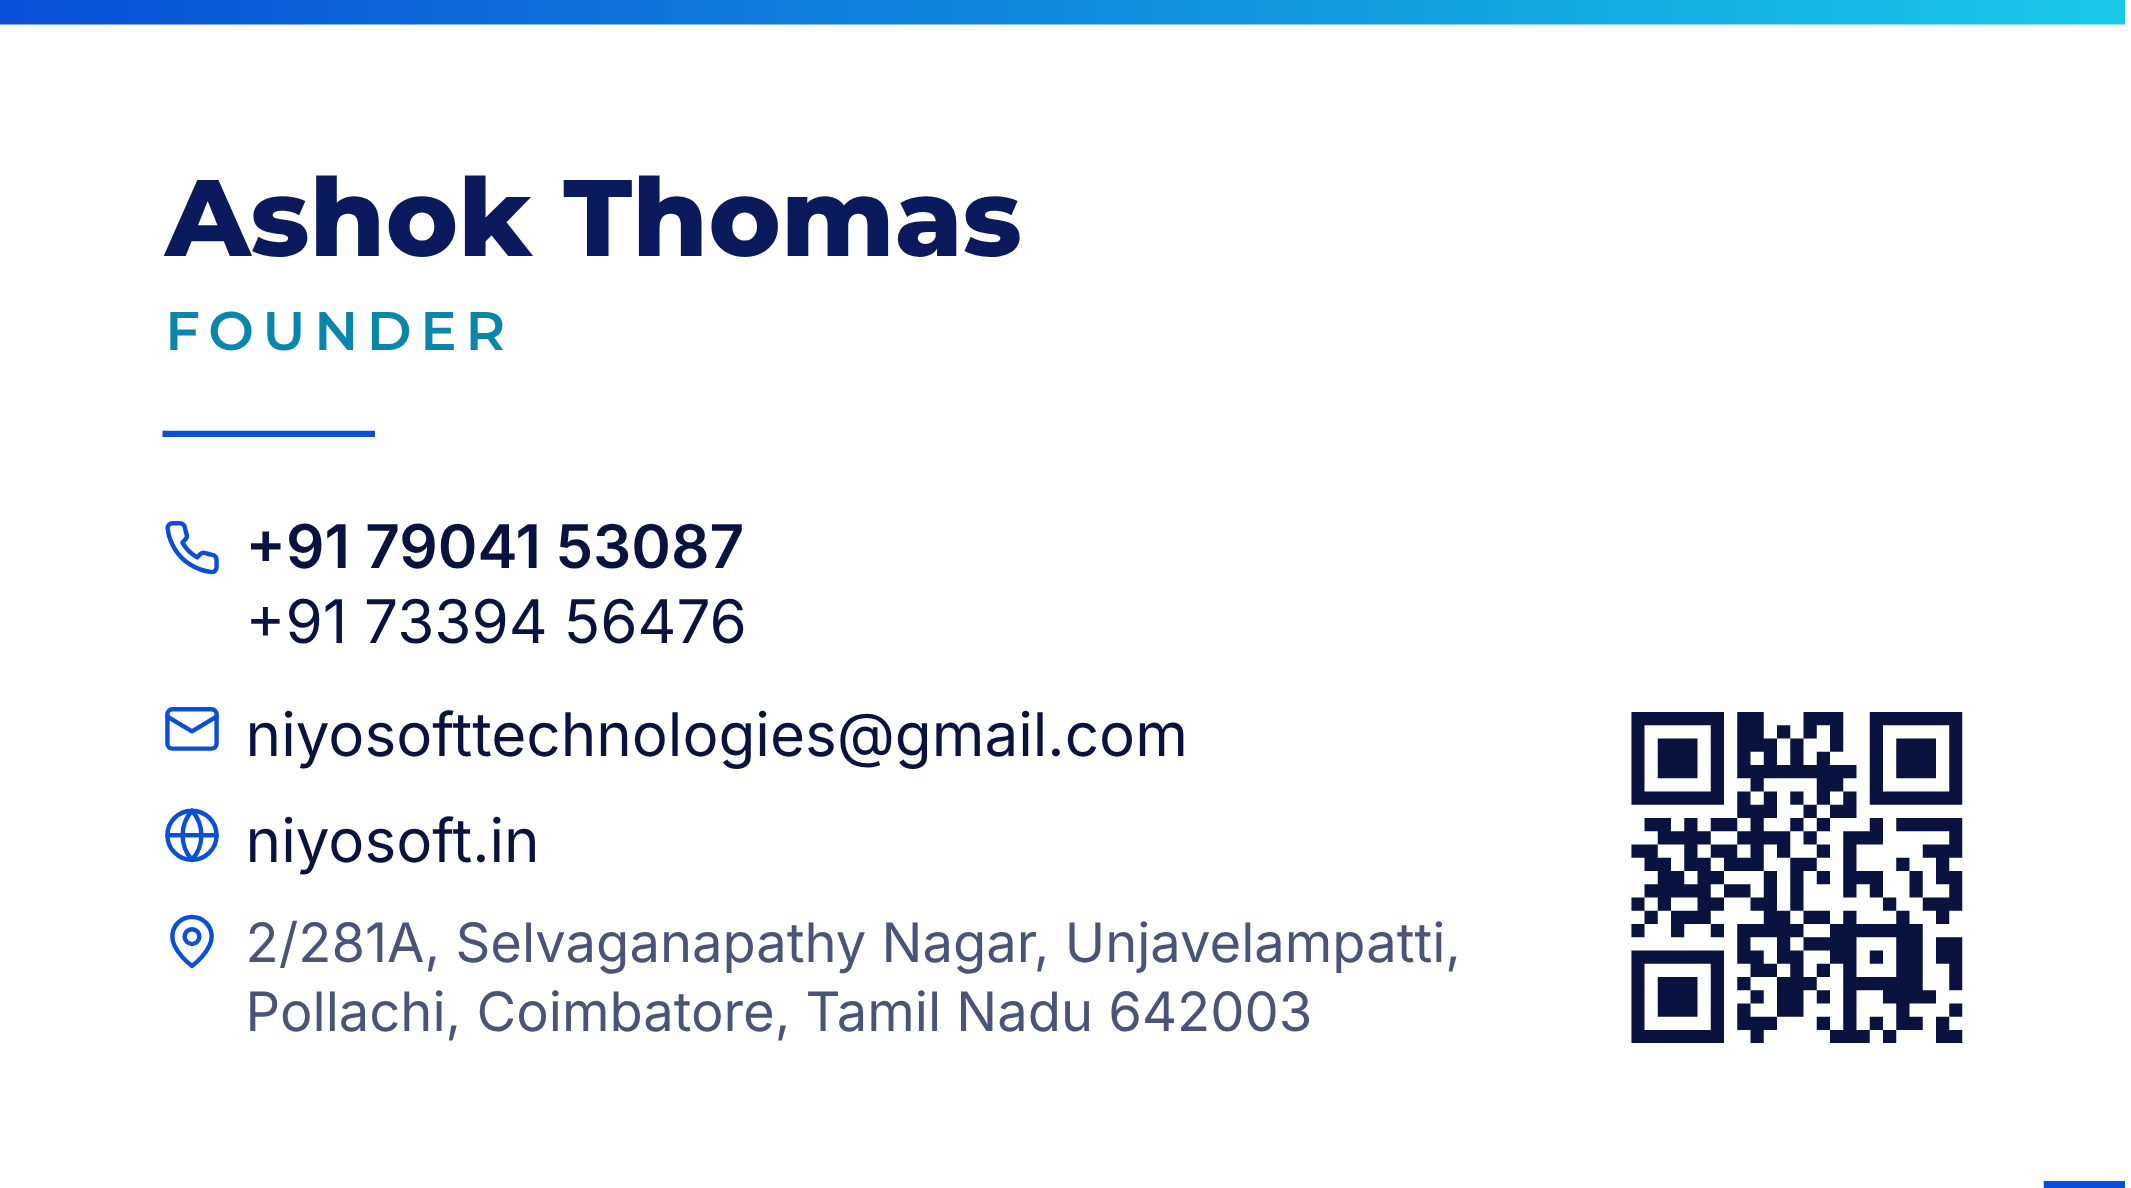 Ashok Thomas
FOUNDER
+91 79041 53087
+91 73394 56476
niyosofttechnologies@gmail.com
niyosoft.in
2/281A, Selvaganapathy Nagar, Unjavelampatti,
Pollachi, Coimbatore, Tamil Nadu 642003